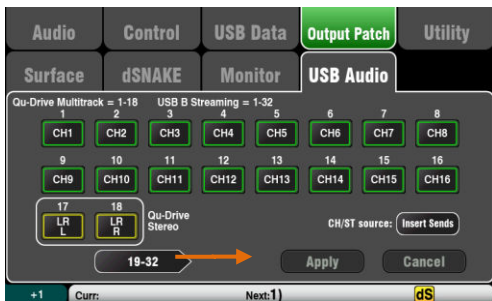 Audio Control USB Data Output Patch Utility
Surface dSNAKE Monitor USB Audio
Qu-Drive Multitrack = 1-18 USB B Streaming = 1-32
1 2 3 4 5 6 7 8
CH1 CH2 CH3 CH4 CH5 CH6 CH7 CH8
9 10 11 12 13 14 15 16
CH9 CH10 CH11 CH12 CH13 CH14 CH15 CH16
17 18
LR LR Qu-Drive
L R Stereo
CH/ST source: Insert Sends
19-32 Apply Cancel
+1 Curr: Next:1) dS